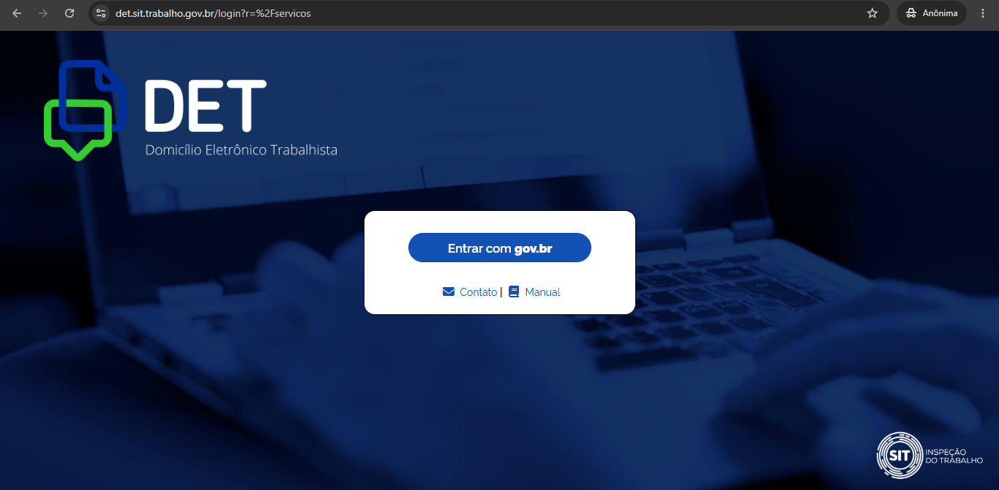 det.sit.trabalho.gov.br/login?r=%2Fservicos
Anônima
DET
Domicílio Eletrônico Trabalhista
Entrar com gov.br
Contato | Manual
SIT
INSPEÇÃO
DO TRABALHO